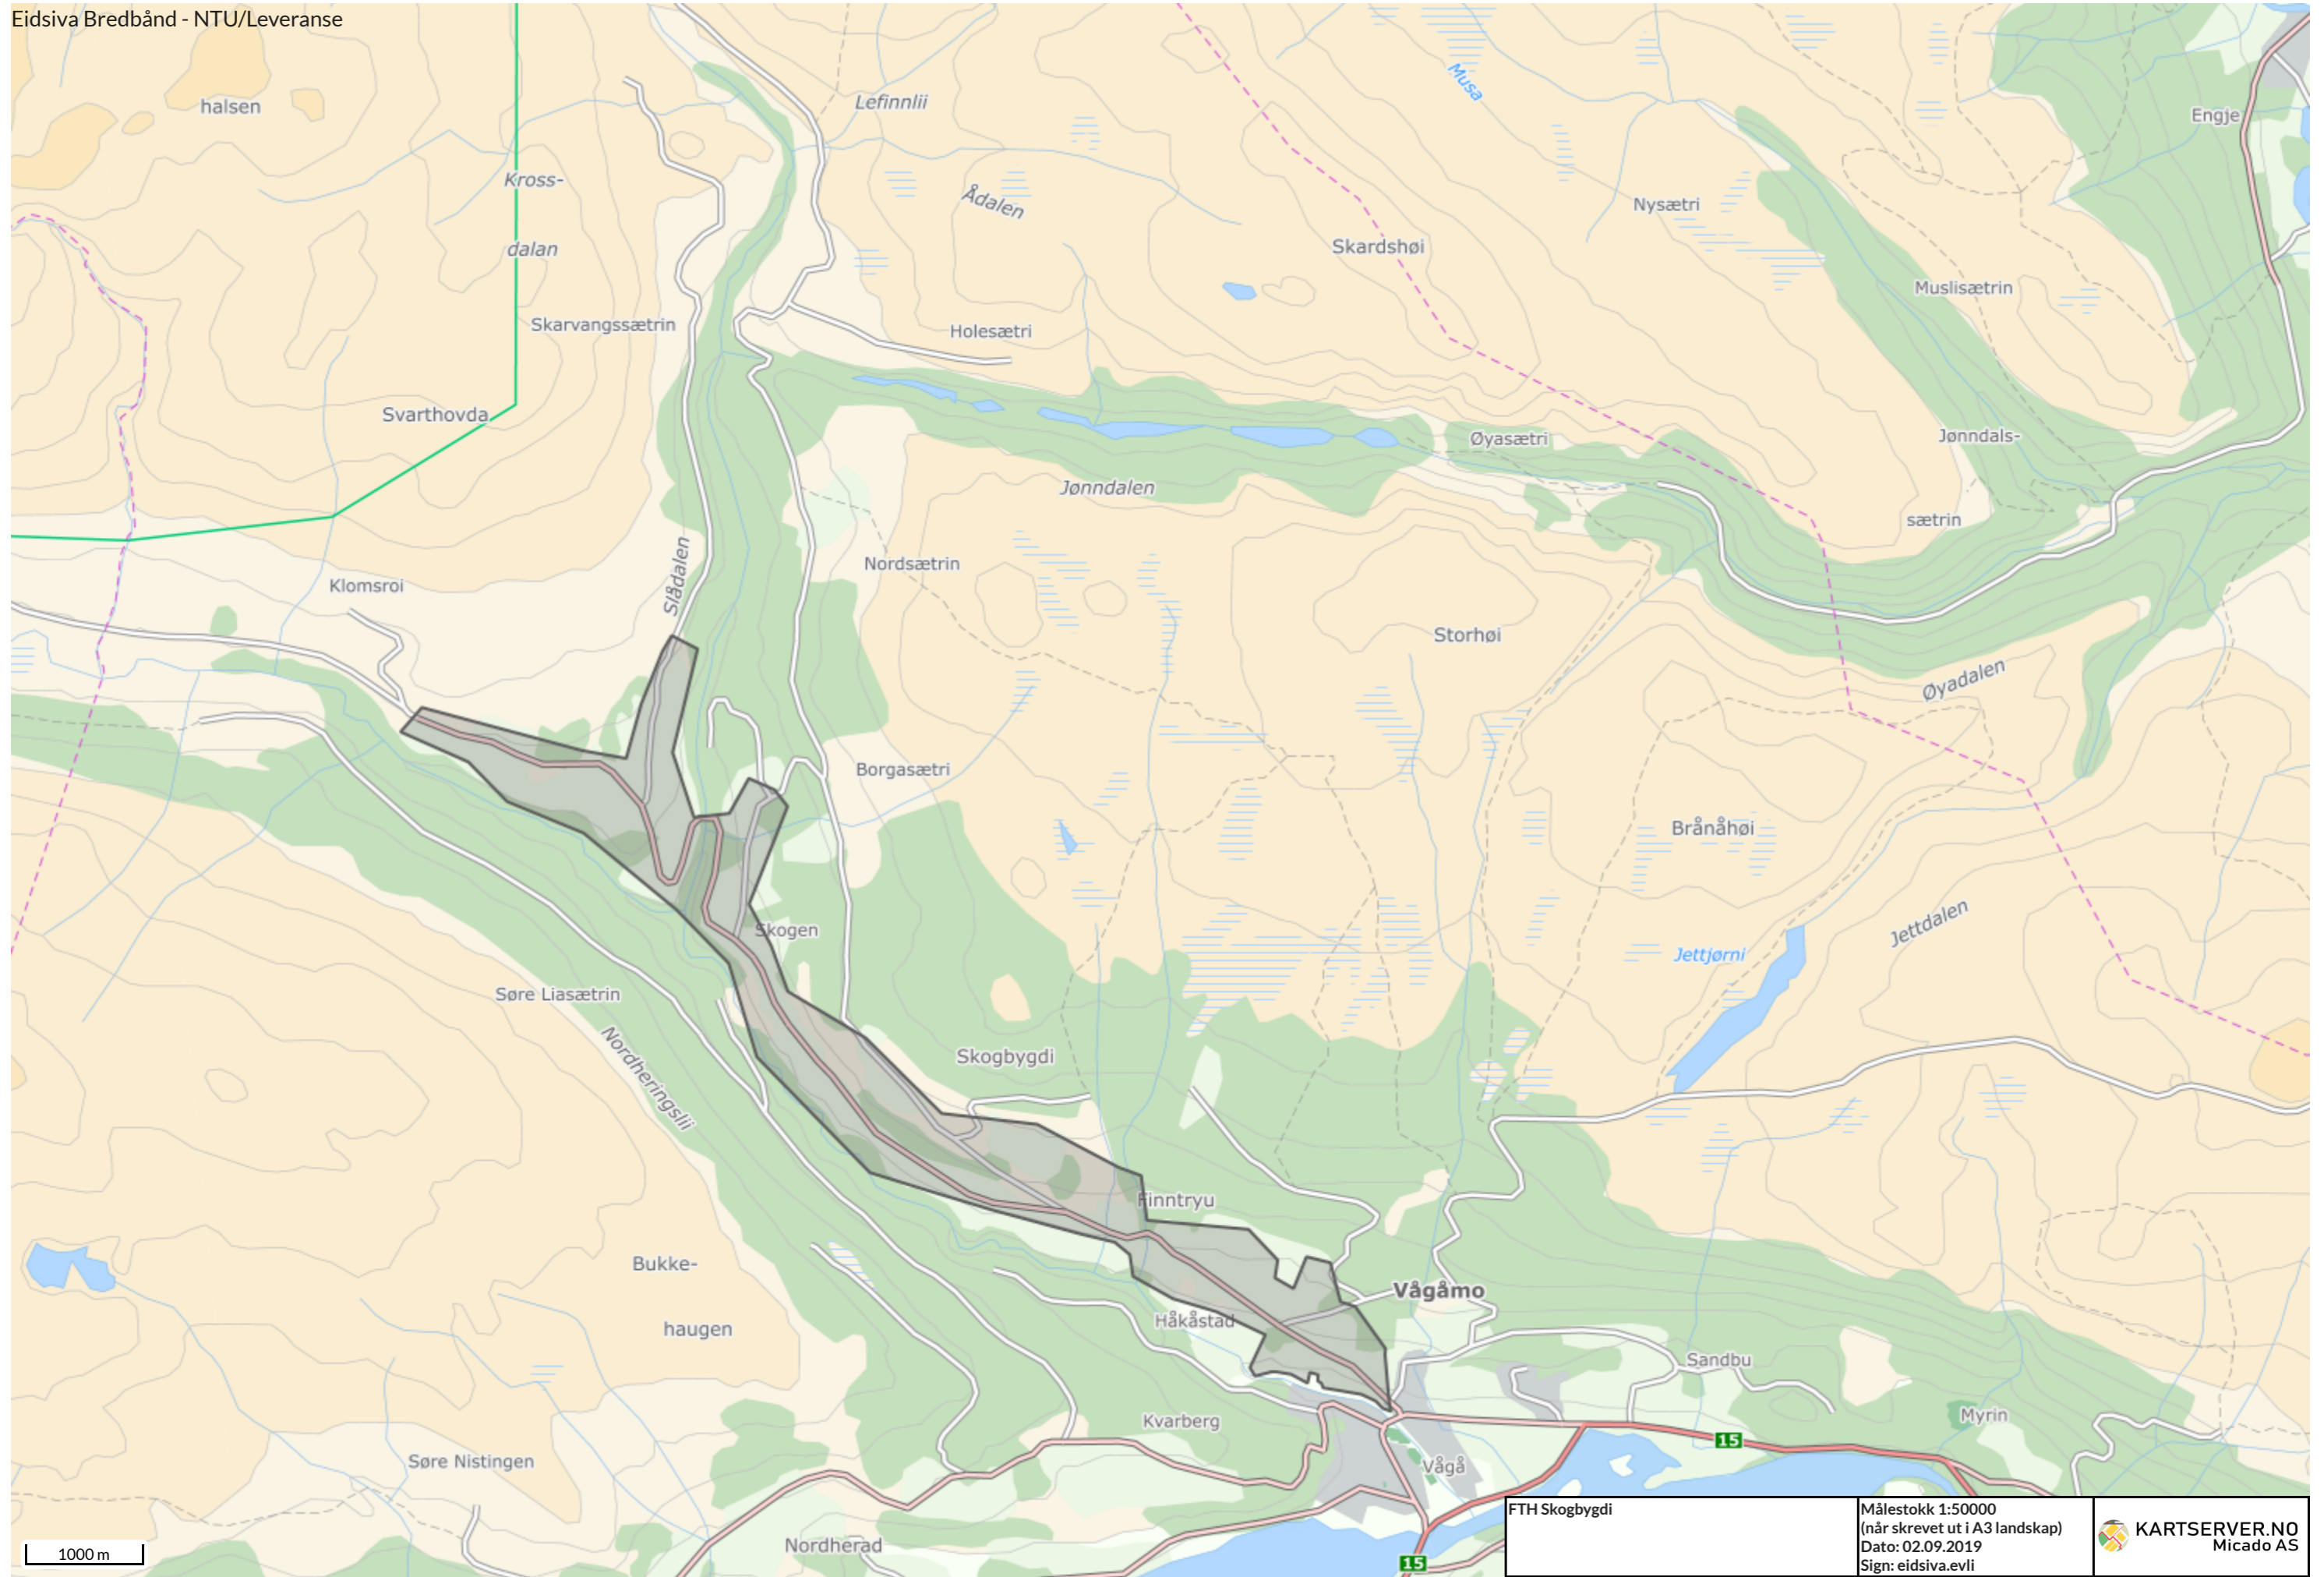 Eidsiva Bredbånd - NTU/Leveranse
halsen
Lefinnlii
Musa
Engje
Kross-
dalan
Ådalen
Nysætri
Skardshøi
Muslisætrin
Skarvangssætrin
Holesætri
Svarthovda
Øyasætri
Jønndals-
sætrin
Jønndalen
Nordsætrin
Slådalen
Klomsroi
Storhøi
Øyadalen
Borgasætri
Brånåhøi
Skogen
Jettdalen
Jettjørni
Søre Liasætrin
Nordheringslii
Skogbygdi
Finntryu
Bukke-
haugen
Vågåmo
Håkåstad
Sandbu
Kvarberg
Myrin
15
Søre Nistingen
Vågå
Nordherad
15
1000 m
FTH Skogbygdi
Målestokk 1:50000
(når skrevet ut i A3 landskap)
Dato: 02.09.2019
Sign: eidsiva.evli
KARTSERVER.NO
Micado AS